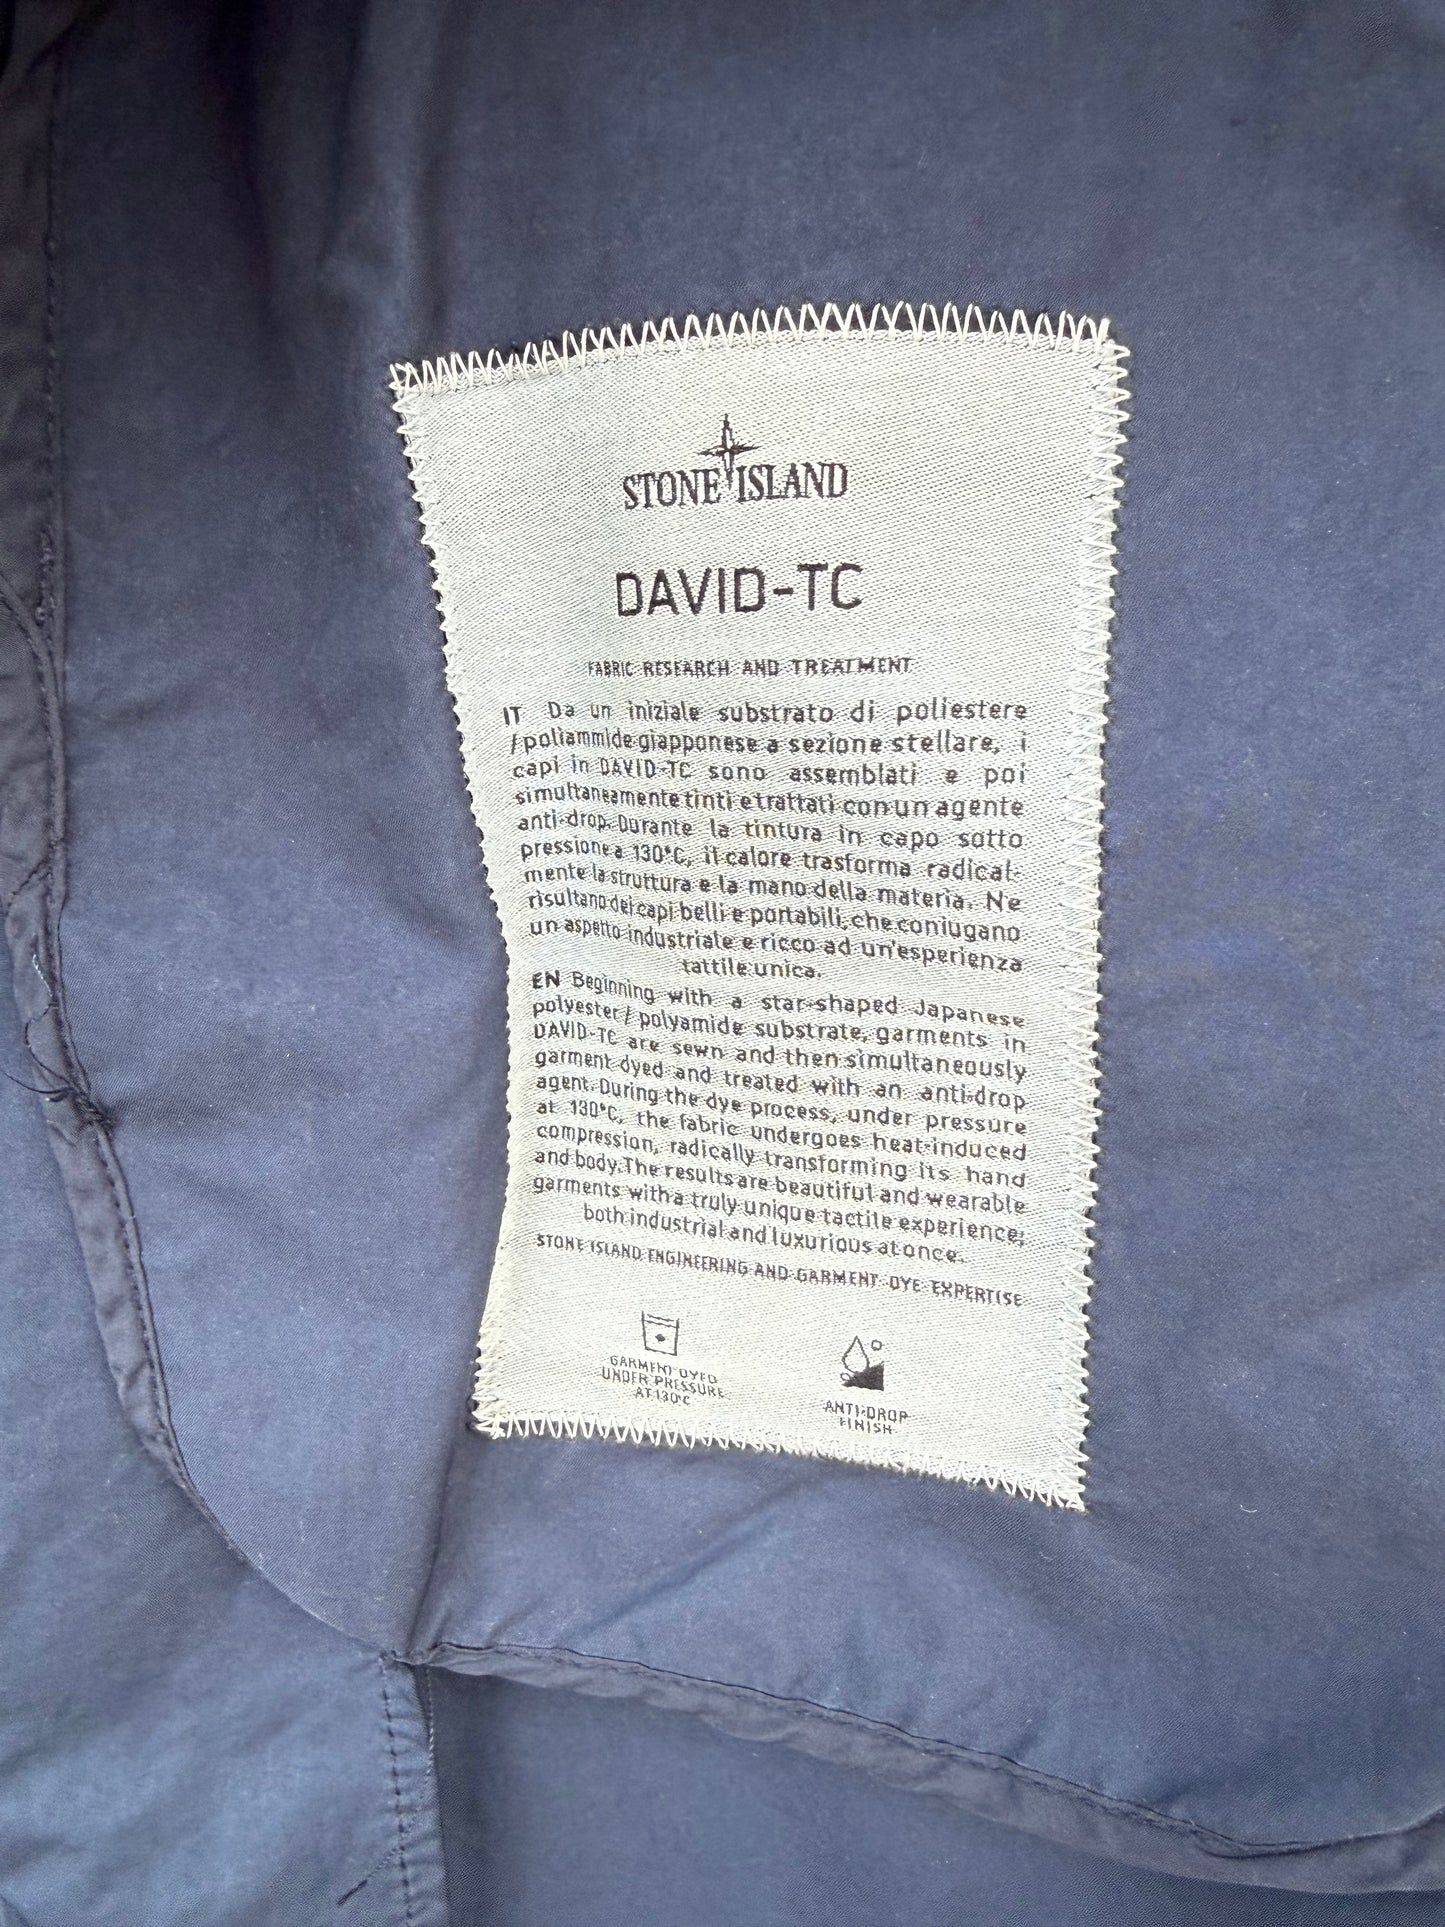 STONE ISLAND
DAVID-TC
FABRIC RESEARCH AND TREATMENT
IT Da un iniziale substrato di poliestere
/poliammide giapponese a sezione stellare, i
capi in DAVID-TC sono assemblati e poi
simultaneamente tinti e trattati con un agente
anti-drop. Durante la tintura in capo sotto
pressione a 130°C, il calore trasforma radical-
mente la struttura e la mano della materia. Ne
risultano dei capi belli e portabili, che coniugano
un aspetto industriale e ricco ad un'esperienza
tattile unica.
EN Beginning with a star-shaped Japanese
polyester/ polyamide substrate, garments in
DAVID-TC are sewn and then simultaneously
garment dyed and treated with an anti-drop
agent. During the dye process, under pressure
at 130°C, the fabric undergoes heat-induced
compression, radically transforming its hand
and body. The results are beautiful and wearable
garments with a truly unique tactile experience;
both industrial and luxurious at once.
STONE ISLAND ENGINEERING AND GARMENT DYE EXPERTISE
GARMENT DYED
UNDER PRESSURE
AT 130°C
ANTI-DROP
FINISH